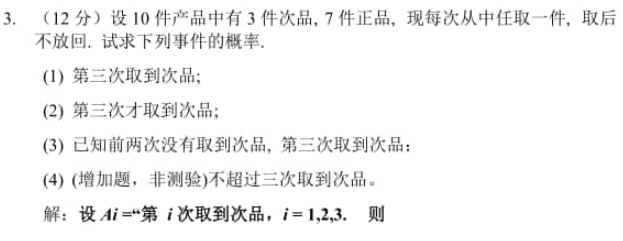 3. （12 分）设 10 件产品中有 3 件次品, 7 件正品, 现每次从中任取一件, 取后
不放回. 试求下列事件的概率.
(1) 第三次取到次品;
(2) 第三次才取到次品;
(3) 已知前两次没有取到次品, 第三次取到次品;
(4) (增加题，非测验)不超过三次取到次品。
解：设 Ai =“第 i 次取到次品，i = 1,2,3. 则